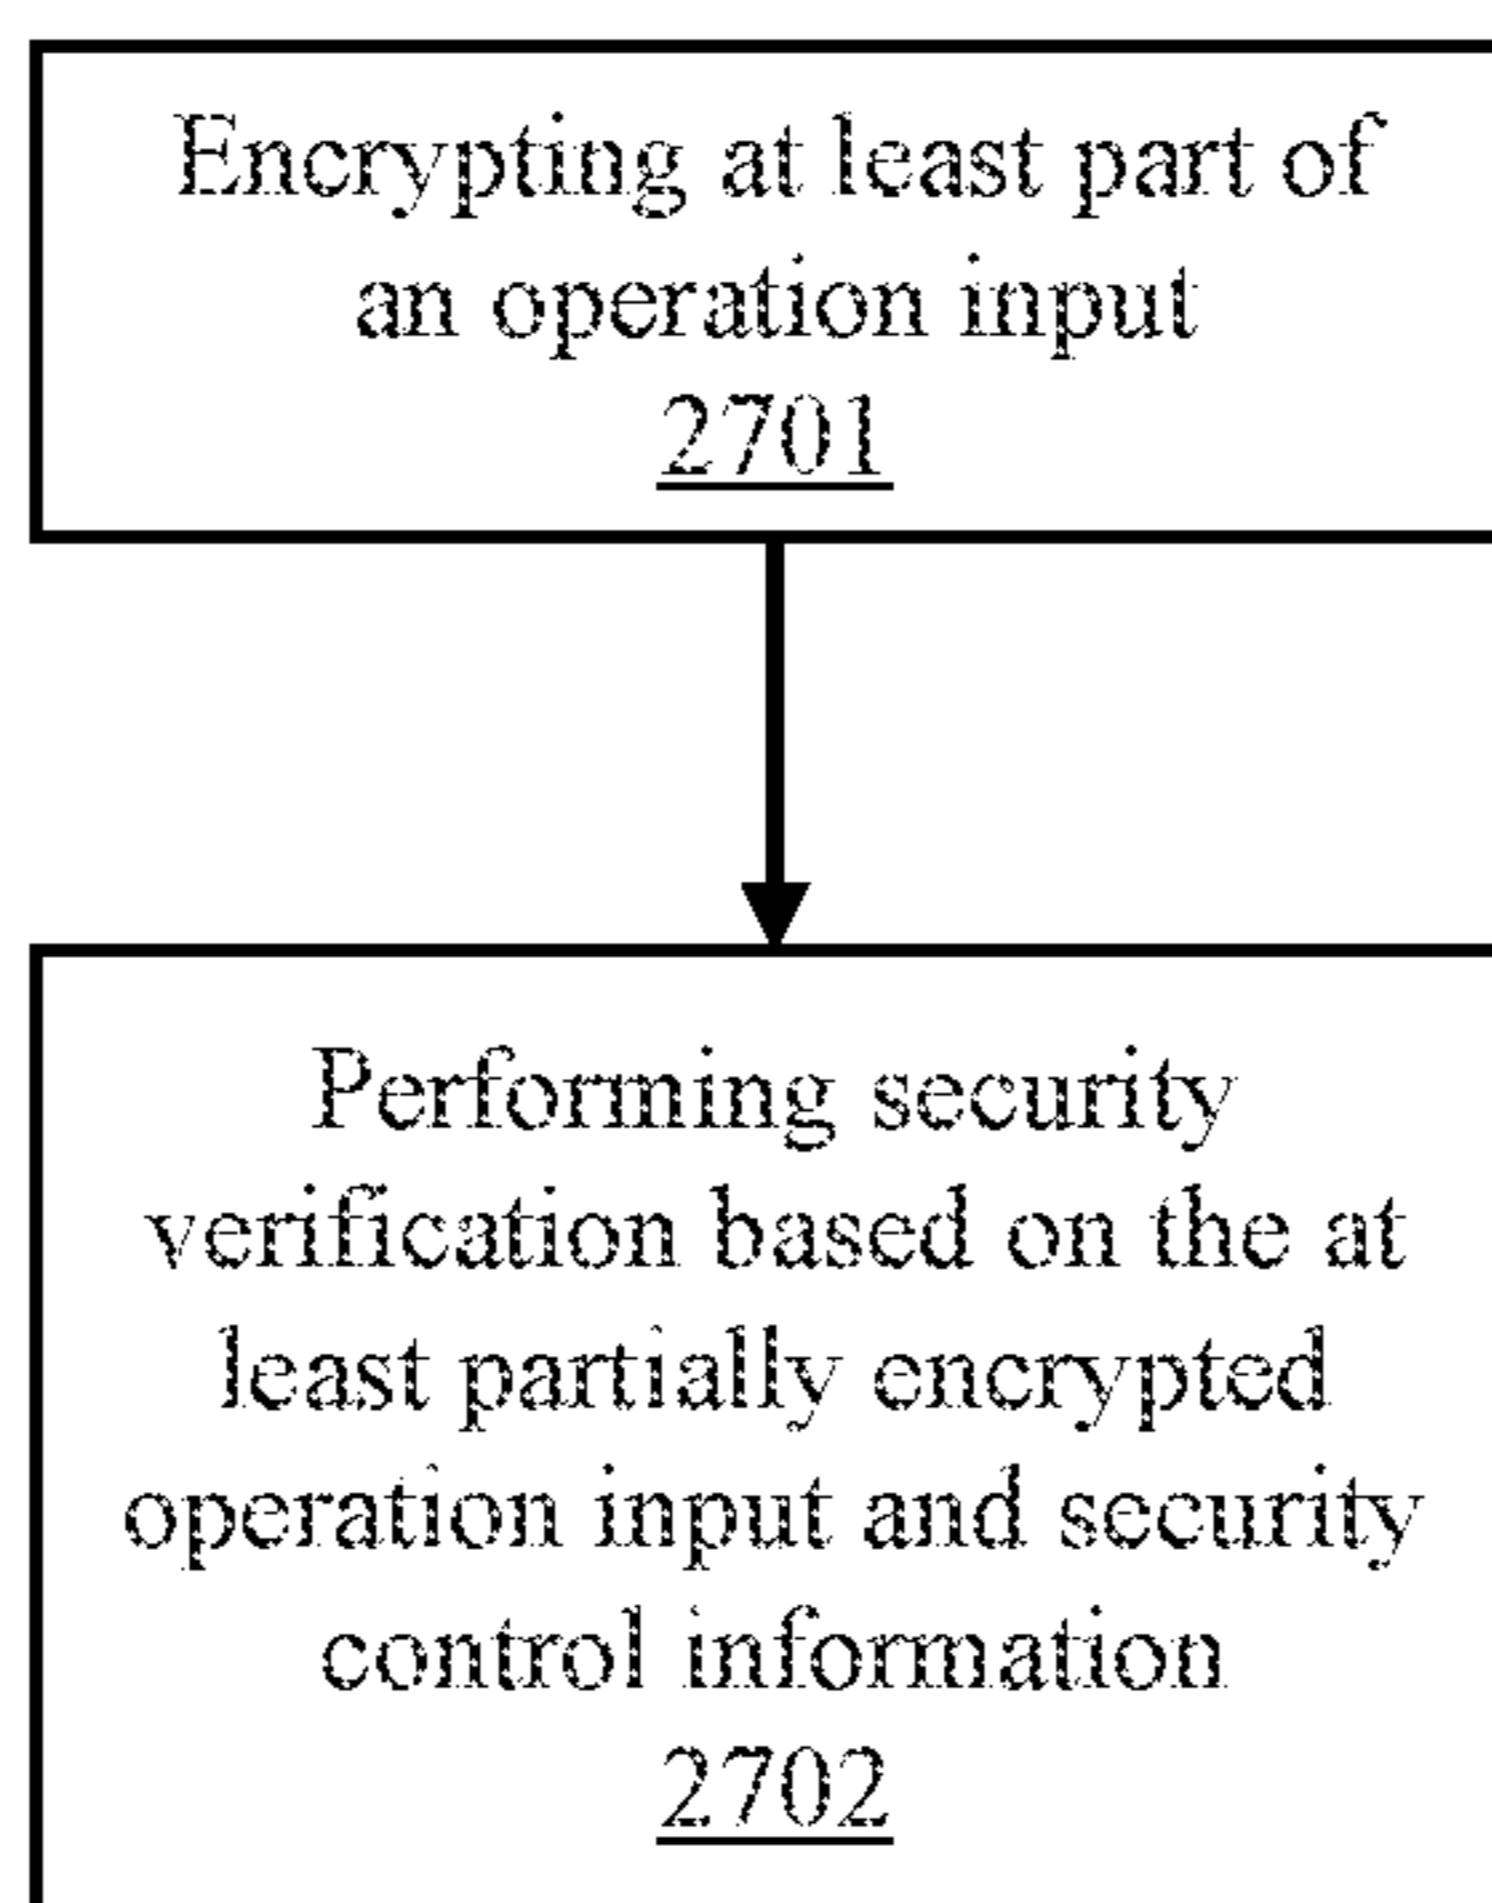 Encrypting at least part of
an operation input
2701
Performing security
verification based on the at
least partially encrypted
operation input and security
control information
2702